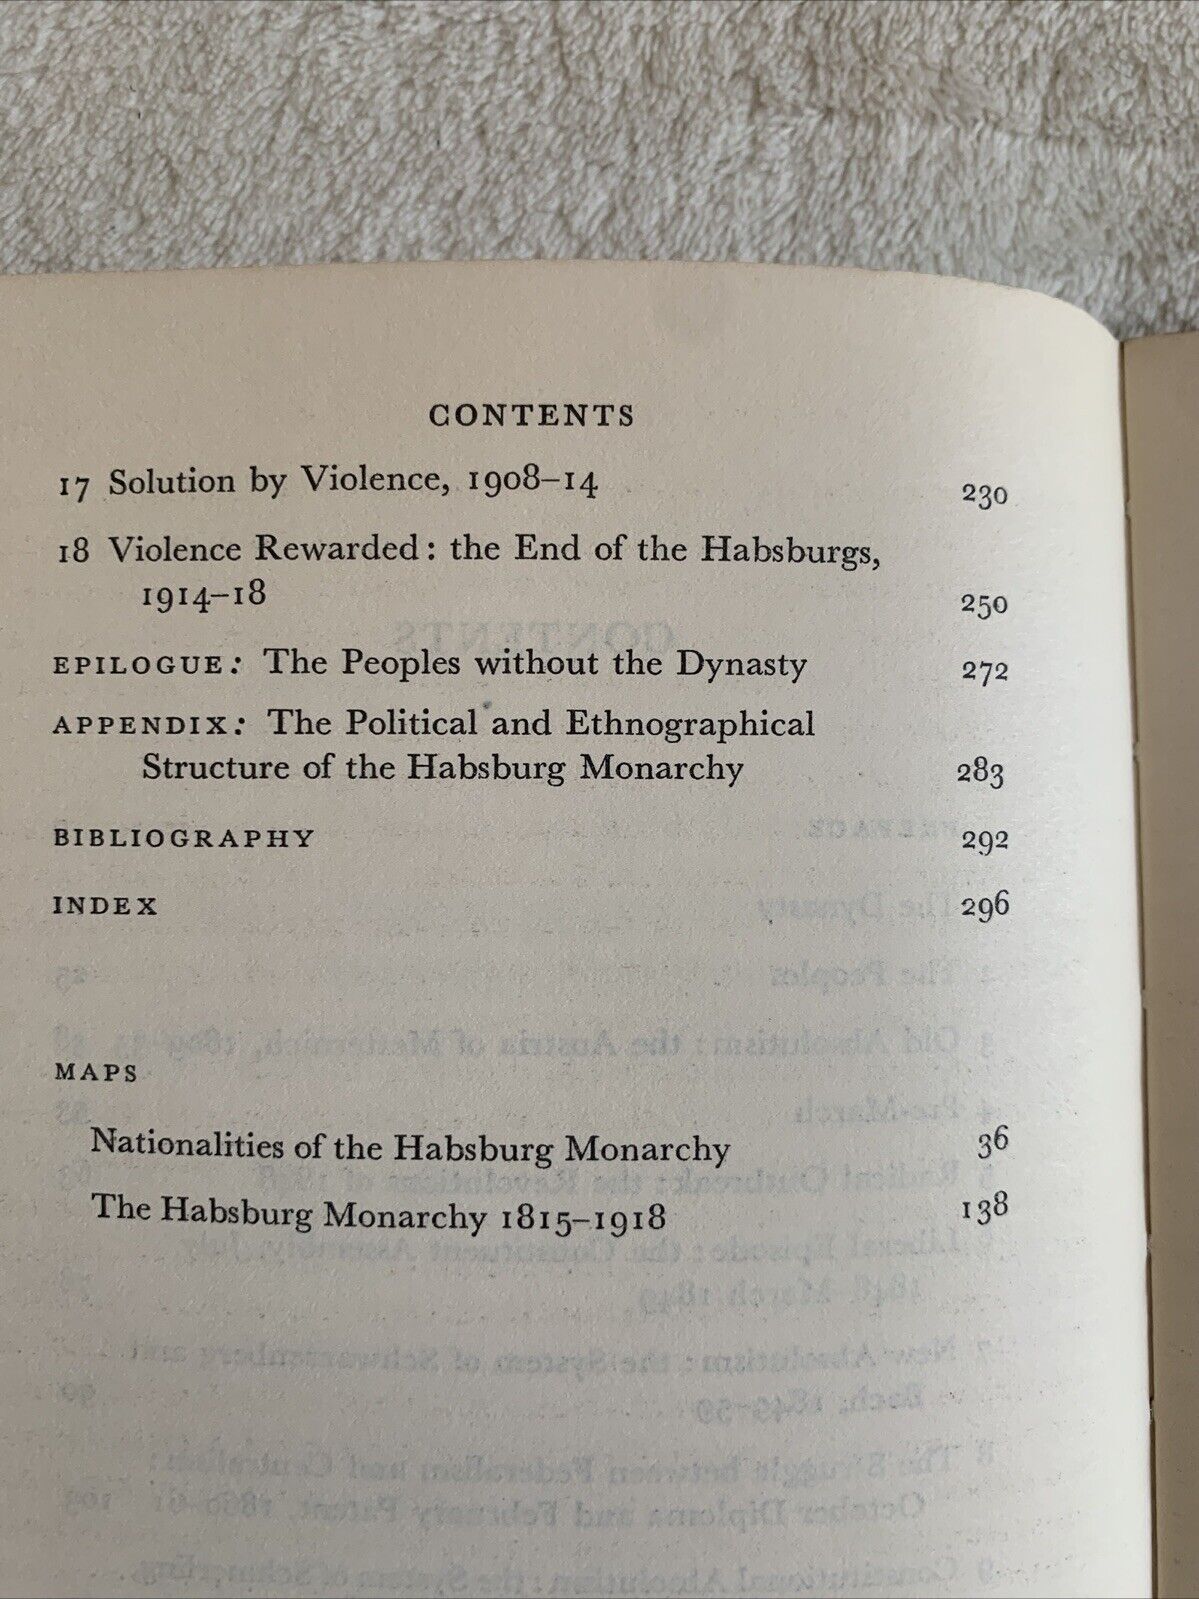 CONTENTS
17 Solution by Violence, 1908–14 230
18 Violence Rewarded: the End of the Habsburgs,
1914–18 250
EPILOGUE: The Peoples without the Dynasty 272
APPENDIX: The Political and Ethnographical
Structure of the Habsburg Monarchy 283
BIBLIOGRAPHY 292
INDEX 296
MAPS
Nationalities of the Habsburg Monarchy 36
The Habsburg Monarchy 1815–1918 138